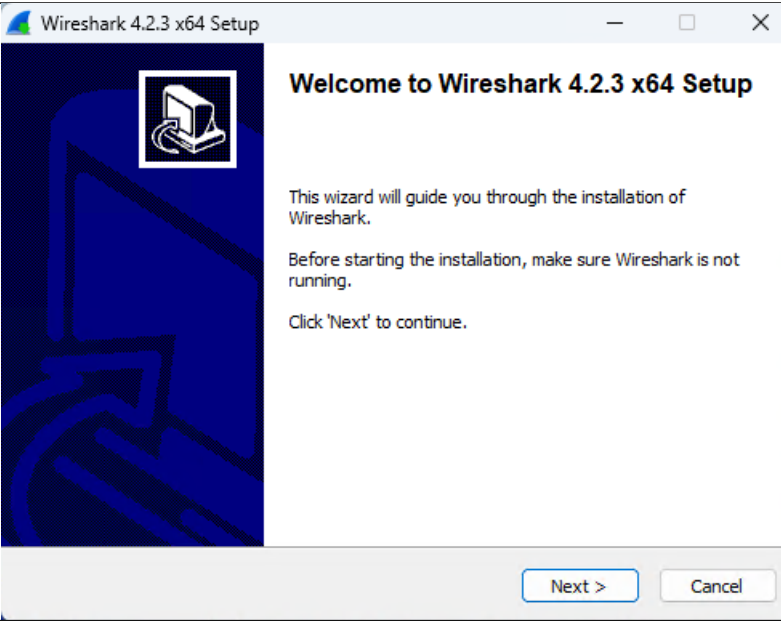 Wireshark 4.2.3 x64 Setup
Welcome to Wireshark 4.2.3 x64 Setup
This wizard will guide you through the installation of
Wireshark.
Before starting the installation, make sure Wireshark is not
running.
Click 'Next' to continue.
Next >
Cancel